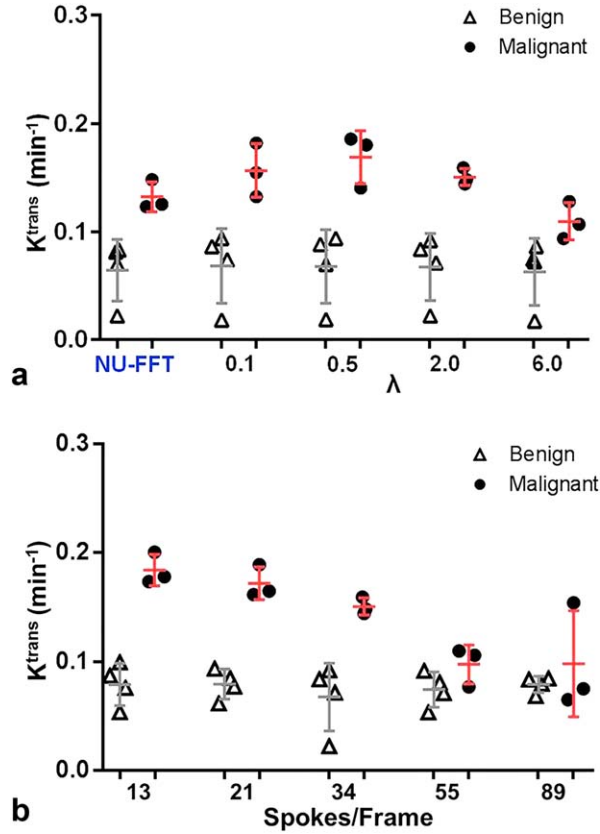 0.3
Benign
Malignant
0.2
0.1
0.0
Ktrans (min-1)
NU-FFT 0.1 0.5 2.0 6.0
λ
a
0.3
Benign
Malignant
0.2
0.1
0.0
Ktrans (min-1)
13 21 34 55 89
Spokes/Frame
b